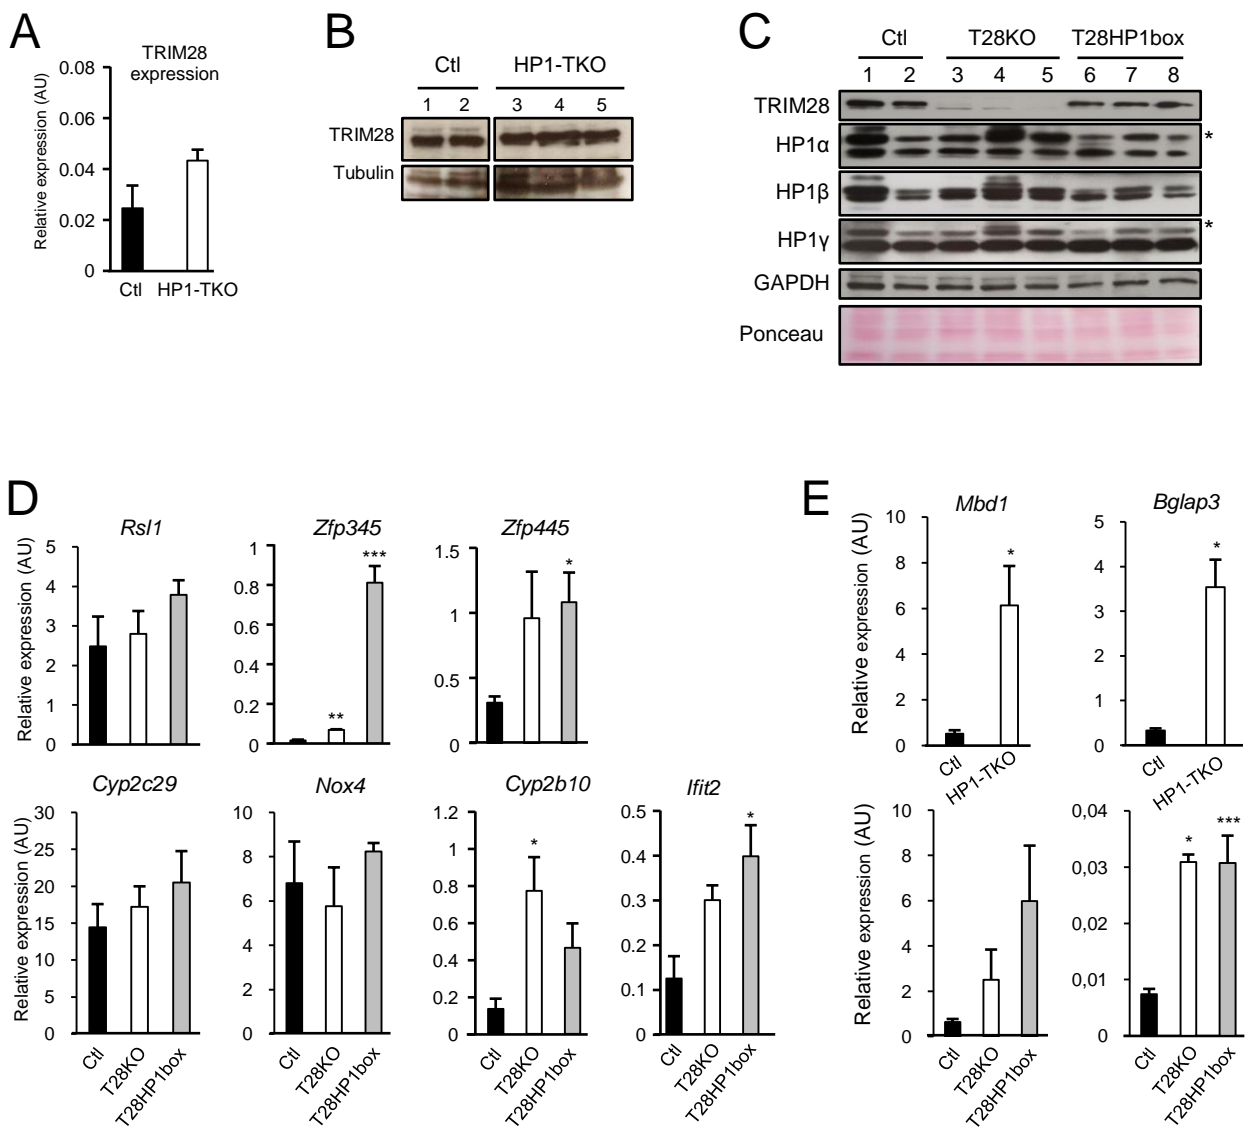 A
TRIM28
expression
Relative expression (AU)
0.08
0.06
0.04
0.02
0
Ctl HP1-TKO
B
Ctl HP1-TKO
1 2 3 4 5
TRIM28
Tubulin
C
Ctl T28KO T28HP1box
1 2 3 4 5 6 7 8
TRIM28
HP1α *
HP1β
HP1γ *
GAPDH
Ponceau
D
Rsl1
Relative expression (AU)
5
4
3
2
1
0
Zfp345
1
0.8
0.6
0.4
0.2
0
**
***
Zfp445
1.5
1
0.5
0
*
Cyp2c29
Relative expression (AU)
30
25
20
15
10
5
0
Ctl
T28KO
T28HP1box
Nox4
10
8
6
4
2
0
Ctl
T28KO
T28HP1box
Cyp2b10
1.2
1
0.8
0.6
0.4
0.2
0
*
Ctl
T28KO
T28HP1box
Ifit2
0.5
0.4
0.3
0.2
0.1
0
*
Ctl
T28KO
T28HP1box
E
Mbd1
Relative expression (AU)
10
8
6
4
2
0
*
Ctl
HP1-TKO
Bglap3
5
4
3
2
1
0
*
Ctl
HP1-TKO
Relative expression (AU)
10
8
6
4
2
0
Ctl
T28KO
T28HP1box
0,04
0,03
0,02
0,01
0
*
***
Ctl
T28KO
T28HP1box